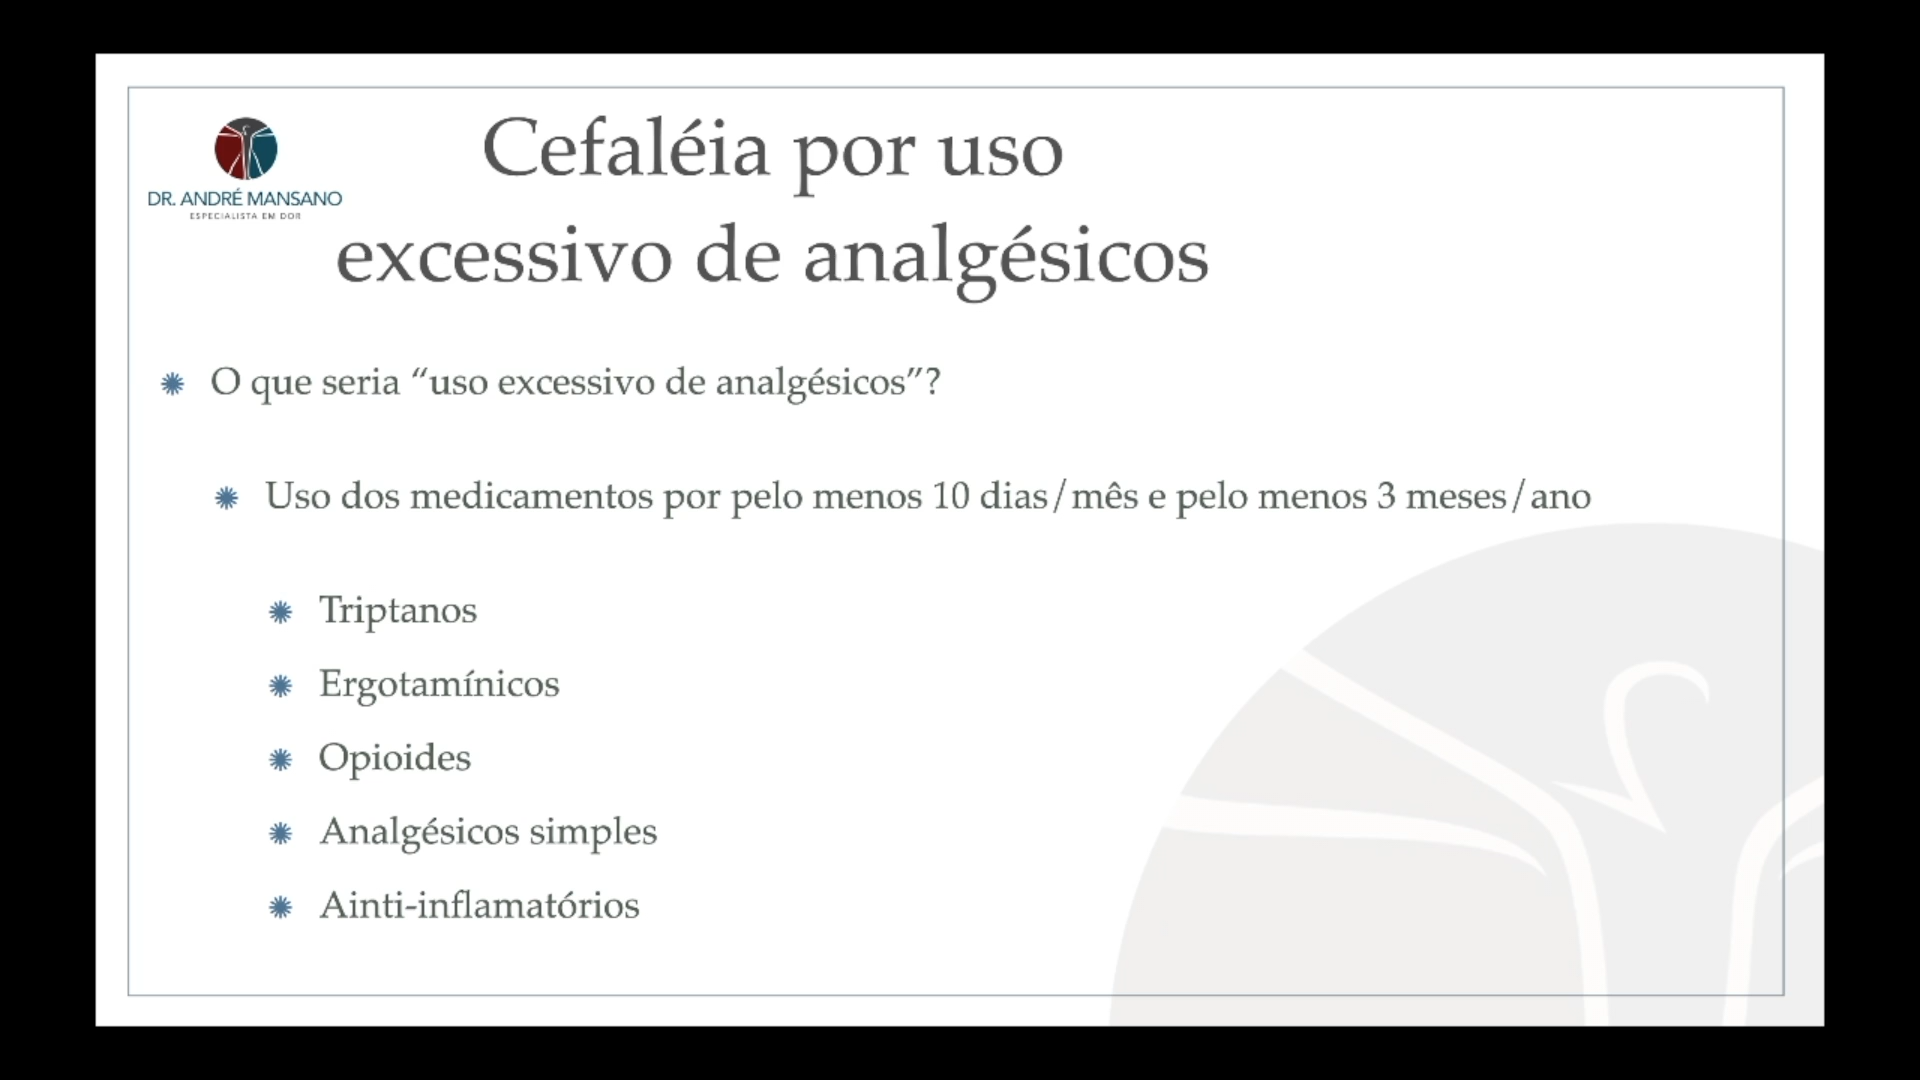 DR. ANDRÉ MANSANO
ESPECIALISTA EM DOR
Cefaléia por uso
excessivo de analgésicos
O que seria “uso excessivo de analgésicos”?
Uso dos medicamentos por pelo menos 10 dias/mês e pelo menos 3 meses/ano
Triptanos
Ergotamínicos
Opioides
Analgésicos simples
Ainti-inflamatórios